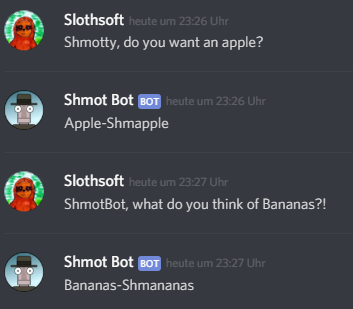 Slothsoft heute um 23:26 Uhr
Shmotty, do you want an apple?
Shmot Bot BOT heute um 23:26 Uhr
Apple-Shmapple
Slothsoft heute um 23:27 Uhr
ShmotBot, what do you think of Bananas?!
Shmot Bot BOT heute um 23:27 Uhr
Bananas-Shmananas